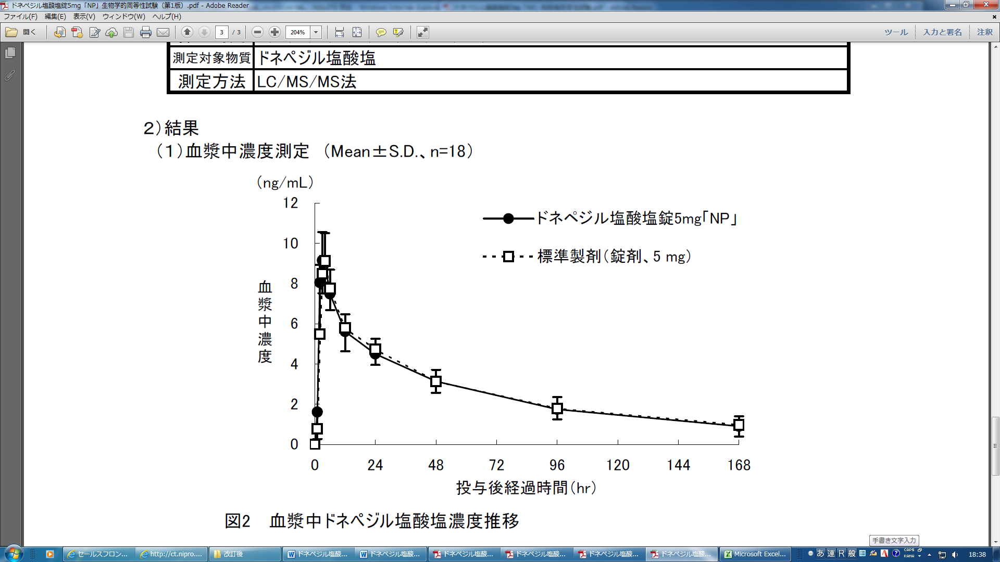 ドネペジル塩酸塩錠5mg「NP」生物学的同等性試験（第1版）.pdf - Adobe Reader
ファイル(F) 編集(E) 表示(V) ウィンドウ(W) ヘルプ(H)
開く 3 / 3 204% ツール 入力と署名 注釈
測定対象物質 ドネペジル塩酸塩
測定方法 LC/MS/MS法
2）結果
（1）血漿中濃度測定 （Mean±S.D.、n=18）
（ng/mL）
12
10
8
6
4
2
0
血漿中濃度
ドネペジル塩酸塩錠5mg「NP」
標準製剤（錠剤、5 mg）
0 24 48 72 96 120 144 168
投与後経過時間（hr）
図2 血漿中ドネペジル塩酸塩濃度推移
手書き文字入力
セールスフロン... http://ct.nipro.... 改訂後 ドネペジル塩酸... ドネペジル塩酸... ドネペジル塩酸... ドネペジル塩酸... ドネペジル塩酸... ドネペジル塩酸... Microsoft Excel... あ 連 R 般 CAPS KANA 18:38